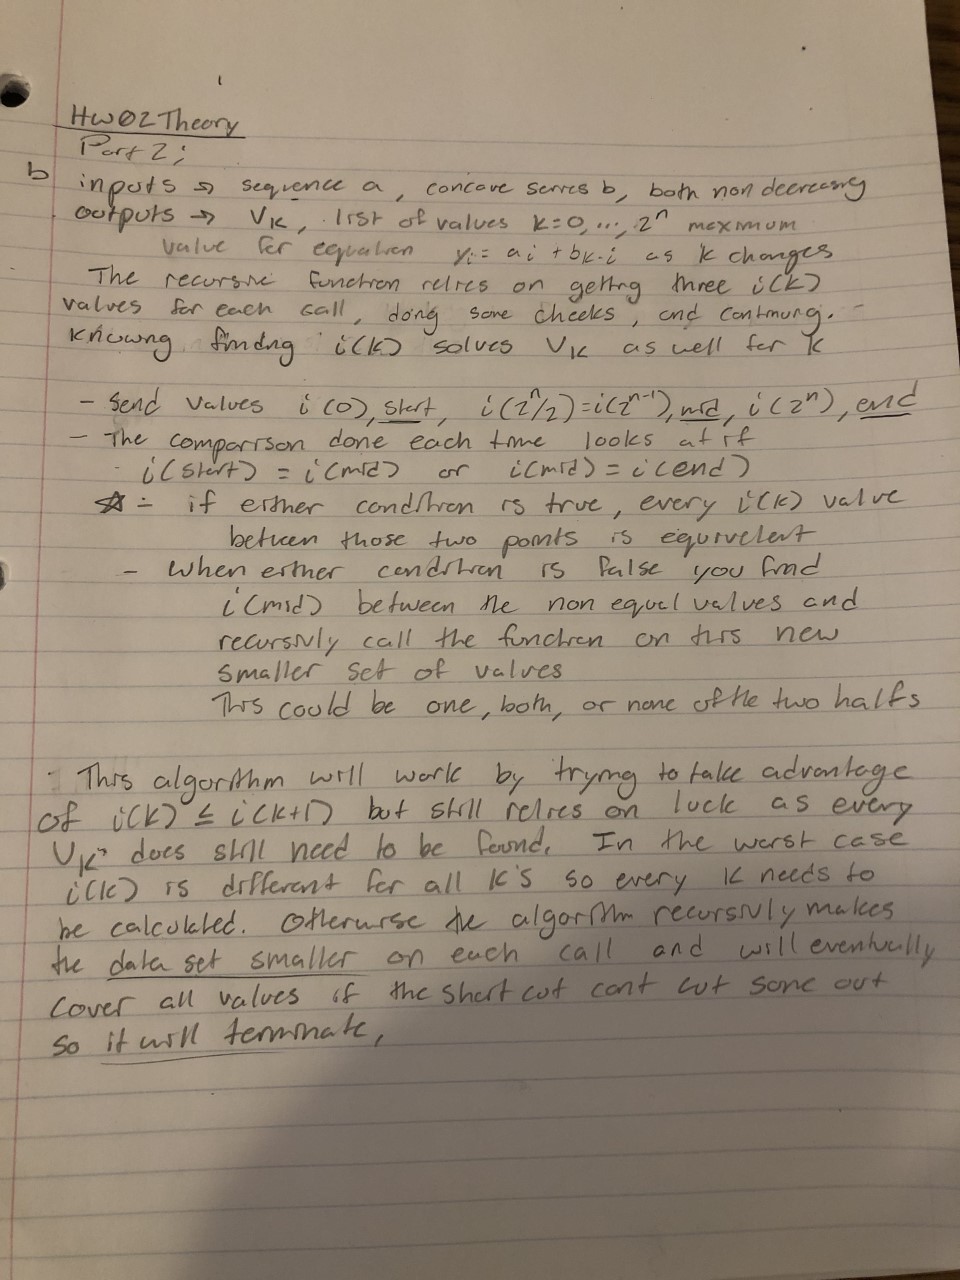 HW02 Theory
Part 2;
b
inputs → sequence a, concave series b, both non decreasing
outputs → Vk, list of values k=0, ..., 2^n maximum
value for equation yi = ai + bk-i as k changes
The recursive function relies on getting three i(k)
values for each call, doing some checks, and continuing.
Knowing finding i(k) solves Vk as well for k
- Send values i(0), start, i(2^n/2)=i(2^n-1), mid, i(2^n), end
- The comparison done each time looks at if
i(start) = i(mid) or i(mid) = i(end)
☆ - if either condition is true, every i(k) value
between those two points is equivelent
- When either condition is false you find
i(mid) between the non equal values and
recursivly call the function on this new
smaller set of values
This could be one, both, or none of the two halfs
- This algorithm will work by trying to take advantage
of i(k) ≤ i(k+1) but still relies on luck as every
Vk does still need to be found. In the worst case
i(k) is different for all k's so every k needs to
be calculated. Otherwise the algorithm recursivly makes
the data set smaller on each call and will eventually
cover all values if the short cut cant cut some out
so it will terminate,